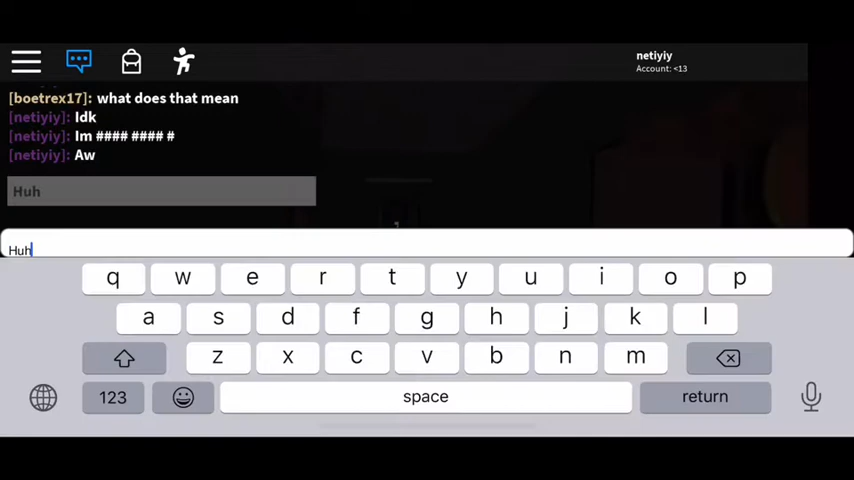 netiyiy
Account: <13
[boetrex17]: what does that mean
[netiyiy]: Idk
[netiyiy]: Im #### #### #
[netiyiy]: Aw
Huh
Huh
q w e r t y u i o p
a s d f g h j k l
z x c v b n m
123 space return